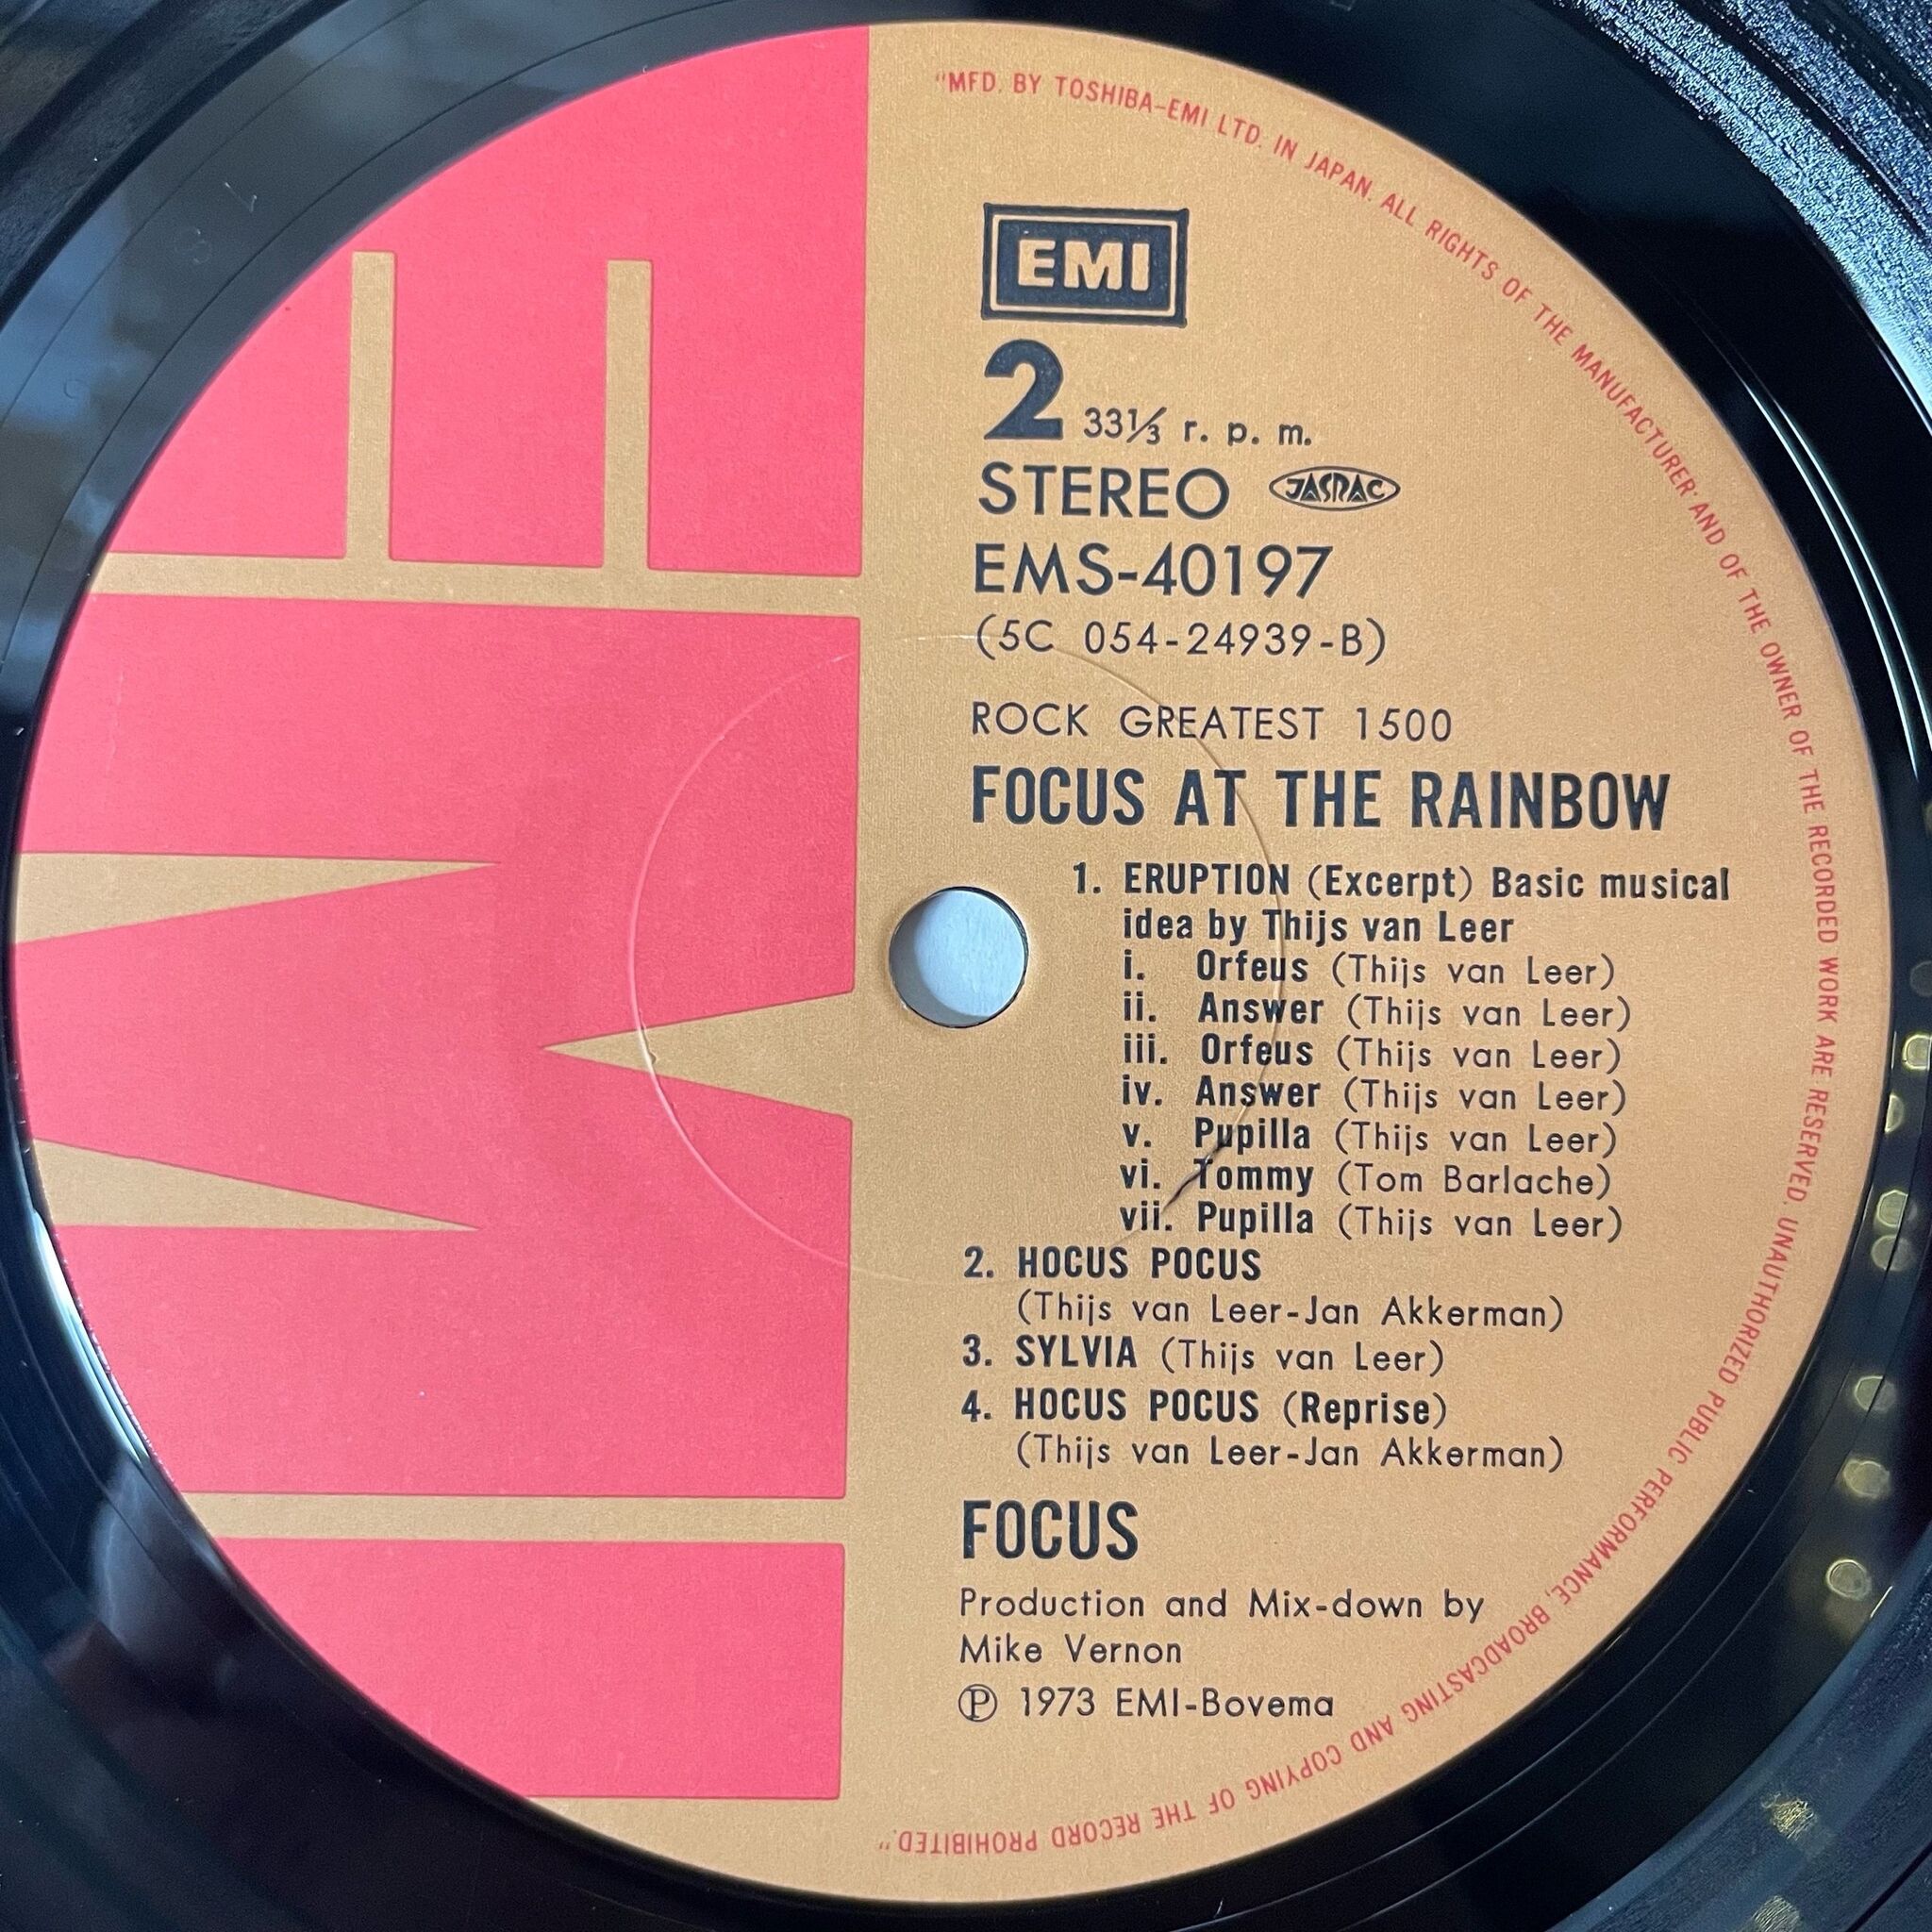 "MFD. BY TOSHIBA-EMI LTD. IN JAPAN. ALL RIGHTS OF THE MANUFACTURER AND OF THE OWNER OF THE RECORDED WORK ARE RESERVED. UNAUTHORIZED PUBLIC PERFORMANCE, BROADCASTING AND COPYING OF THE RECORD PROHIBITED."
EMI
EMI
2 33⅓ r. p. m.
STEREO JASRAC
EMS-40197
(5C 054-24939-B)
ROCK GREATEST 1500
FOCUS AT THE RAINBOW
1. ERUPTION (Excerpt) Basic musical
idea by Thijs van Leer
i. Orfeus (Thijs van Leer)
ii. Answer (Thijs van Leer)
iii. Orfeus (Thijs van Leer)
iv. Answer (Thijs van Leer)
v. Pupilla (Thijs van Leer)
vi. Tommy (Tom Barlache)
vii. Pupilla (Thijs van Leer)
2. HOCUS POCUS
(Thijs van Leer-Jan Akkerman)
3. SYLVIA (Thijs van Leer)
4. HOCUS POCUS (Reprise)
(Thijs van Leer-Jan Akkerman)
FOCUS
Production and Mix-down by
Mike Vernon
Ⓟ 1973 EMI-Bovema